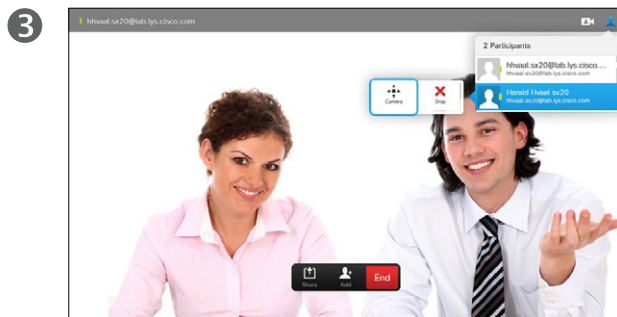 3
hhvaal.sx20@lab.lys.cisco.com
2 Participants
hhvaal.sx20@lab.lys.cisco....
hhvaal.sx20@lab.lys.cisco.com
Harald Hvaal sx20
hhvaal.sx20@lab.lys.cisco.com
Camera
Drop
Share
Add
End